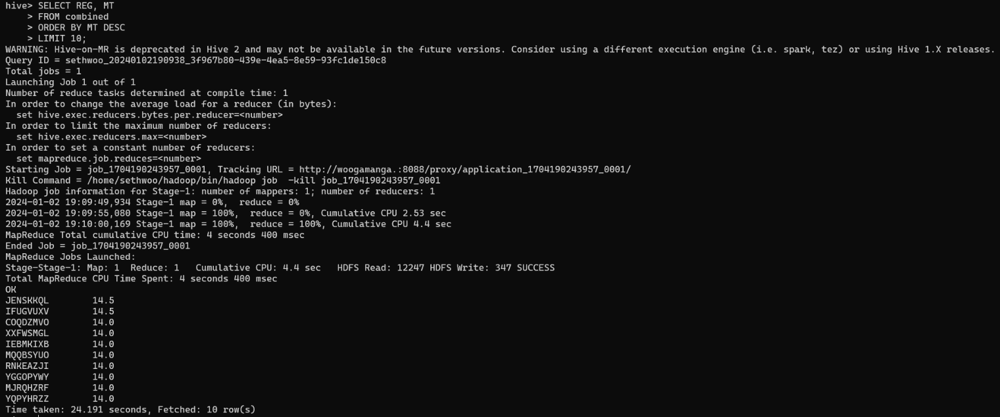 hive> SELECT REG, MT
    > FROM combined
    > ORDER BY MT DESC
    > LIMIT 10;
WARNING: Hive-on-MR is deprecated in Hive 2 and may not be available in the future versions. Consider using a different execution engine (i.e. spark, tez) or using Hive 1.X releases.
Query ID = sethwoo_20240102190938_3f967b80-439e-4ea5-8e59-93fc1de150c8
Total jobs = 1
Launching Job 1 out of 1
Number of reduce tasks determined at compile time: 1
In order to change the average load for a reducer (in bytes):
  set hive.exec.reducers.bytes.per.reducer=<number>
In order to limit the maximum number of reducers:
  set hive.exec.reducers.max=<number>
In order to set a constant number of reducers:
  set mapreduce.job.reduces=<number>
Starting Job = job_1704190243957_0001, Tracking URL = http://woogamanga.:8088/proxy/application_1704190243957_0001/
Kill Command = /home/sethwoo/hadoop/bin/hadoop job  -kill job_1704190243957_0001
Hadoop job information for Stage-1: number of mappers: 1; number of reducers: 1
2024-01-02 19:09:49,934 Stage-1 map = 0%,  reduce = 0%
2024-01-02 19:09:55,080 Stage-1 map = 100%,  reduce = 0%, Cumulative CPU 2.53 sec
2024-01-02 19:10:00,169 Stage-1 map = 100%,  reduce = 100%, Cumulative CPU 4.4 sec
MapReduce Total cumulative CPU time: 4 seconds 400 msec
Ended Job = job_1704190243957_0001
MapReduce Jobs Launched:
Stage-Stage-1: Map: 1  Reduce: 1   Cumulative CPU: 4.4 sec   HDFS Read: 12247 HDFS Write: 347 SUCCESS
Total MapReduce CPU Time Spent: 4 seconds 400 msec
OK
JENSKKQL        14.5
IFUGVUXV        14.5
COQDZMVO        14.0
XXFWSMGL        14.0
IEBMKIXB        14.0
MQQBSYUO        14.0
RNKEAZJI        14.0
YGGOPYWY        14.0
MJRQHZRF        14.0
YQPYHRZZ        14.0
Time taken: 24.191 seconds, Fetched: 10 row(s)